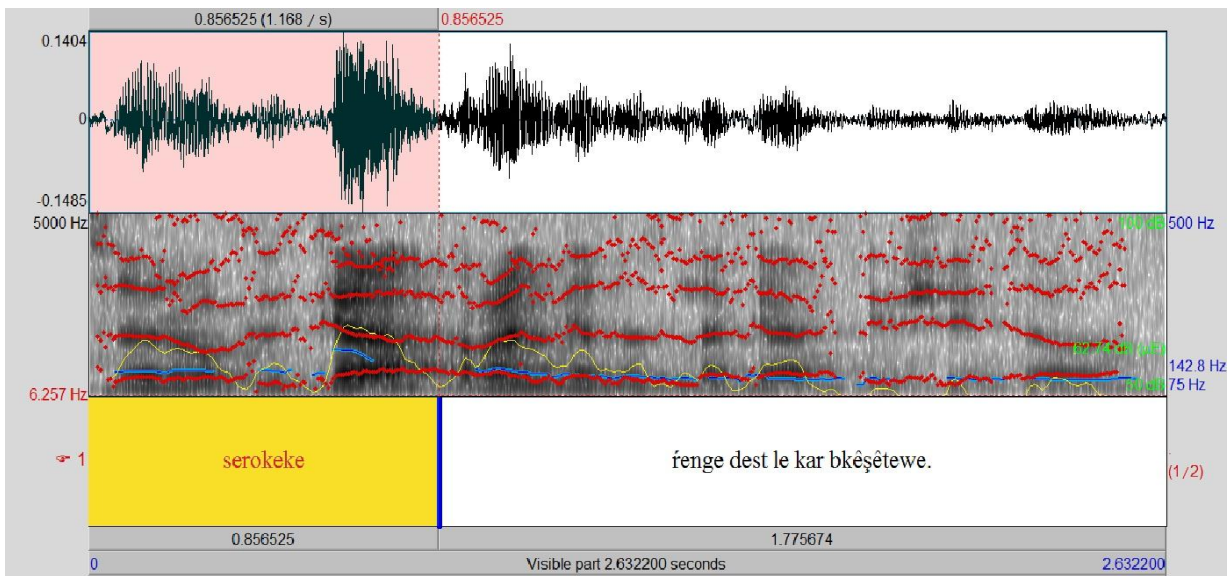 0.856525 (1.168 / s) 0.856525
0.1404
0
-0.1485
5000 Hz 500 Hz
142.8 Hz
6.257 Hz 75 Hz
1 serokeke ŕenge dest le kar bkêşêtewe. (1/2)
0.856525 1.775674
0 Visible part 2.632200 seconds 2.632200